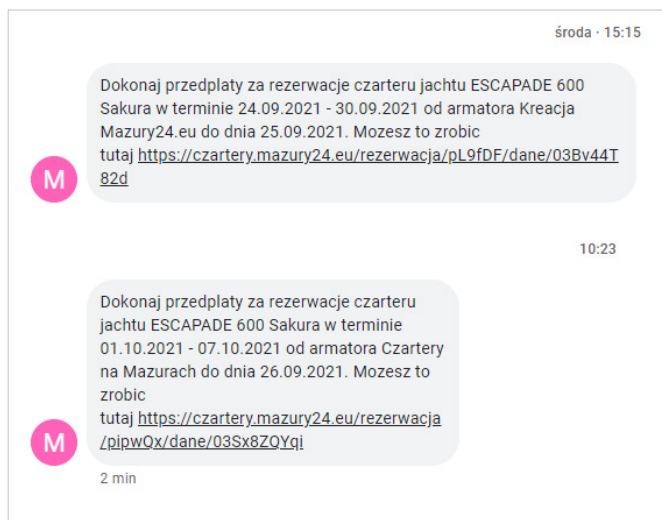 środa · 15:15
Dokonaj przedpłaty za rezerwacje czarteru jachtu ESCAPADE 600
Sakura w terminie 24.09.2021 - 30.09.2021 od armatora Kreacja
Mazury24.eu do dnia 25.09.2021. Mozesz to zrobic
tutaj https://czartery.mazury24.eu/rezerwacja/pL9fDF/dane/03Bv44T
82d
M
10:23
Dokonaj przedpłaty za rezerwacje czarteru
jachtu ESCAPADE 600 Sakura w terminie
01.10.2021 - 07.10.2021 od armatora Czartery
na Mazurach do dnia 26.09.2021. Mozesz to
zrobic
tutaj https://czartery.mazury24.eu/rezerwacja
/pipwQx/dane/03Sx8ZQYqi
M
2 min